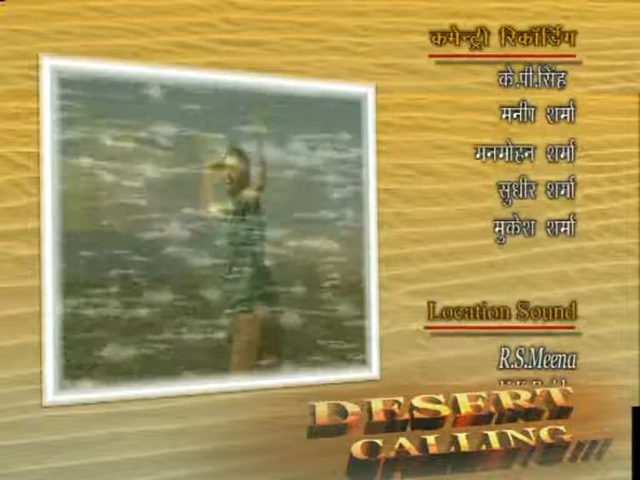 कमेन्ट्री रिकॉर्डिंग
के.पी.सिंह
मनीष शर्मा
मनमोहन शर्मा
सुधीर शर्मा
मुकेश शर्मा
Location Sound
R.S.Meena
DESERT
CALLING...!!!